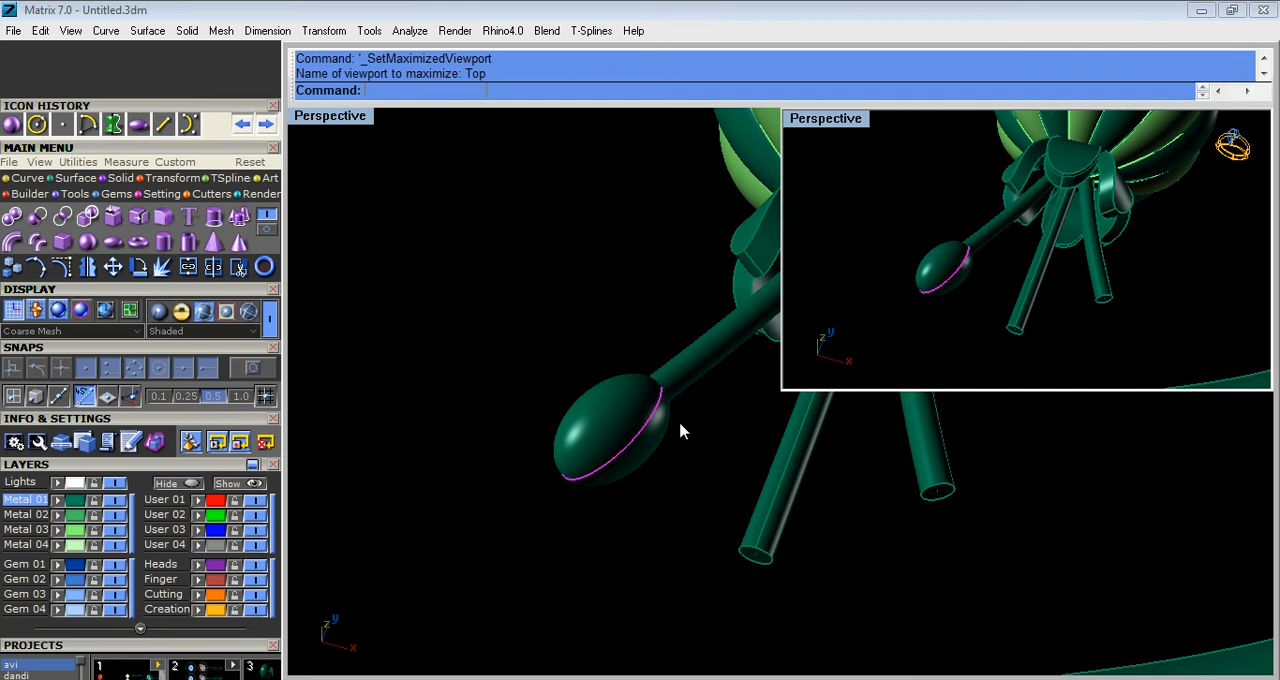 Matrix 7.0 - Untitled.3dm
File Edit View Curve Surface Solid Mesh Dimension Transform Tools Analyze Render Rhino4.0 Blend T-Splines Help
Command: '_SetMaximizedViewport
Name of viewport to maximize: Top
Command:
ICON HISTORY
MAIN MENU
File View Utilities Measure Custom Reset
Curve Surface Solid Transform TSpline Art
Builder Tools Gems Setting Cutters Render
DISPLAY
Coarse Mesh Shaded
SNAPS
45°
0.1 0.25 0.5 1.0
INFO & SETTINGS
LAYERS
Lights Hide Show
Metal 01 User 01
Metal 02 User 02
Metal 03 User 03
Metal 04 User 04
Gem 01 Heads
Gem 02 Finger
Gem 03 Cutting
Gem 04 Creation
PROJECTS
avi
dandi
1 2 3
Perspective
z y x
Perspective
z y x